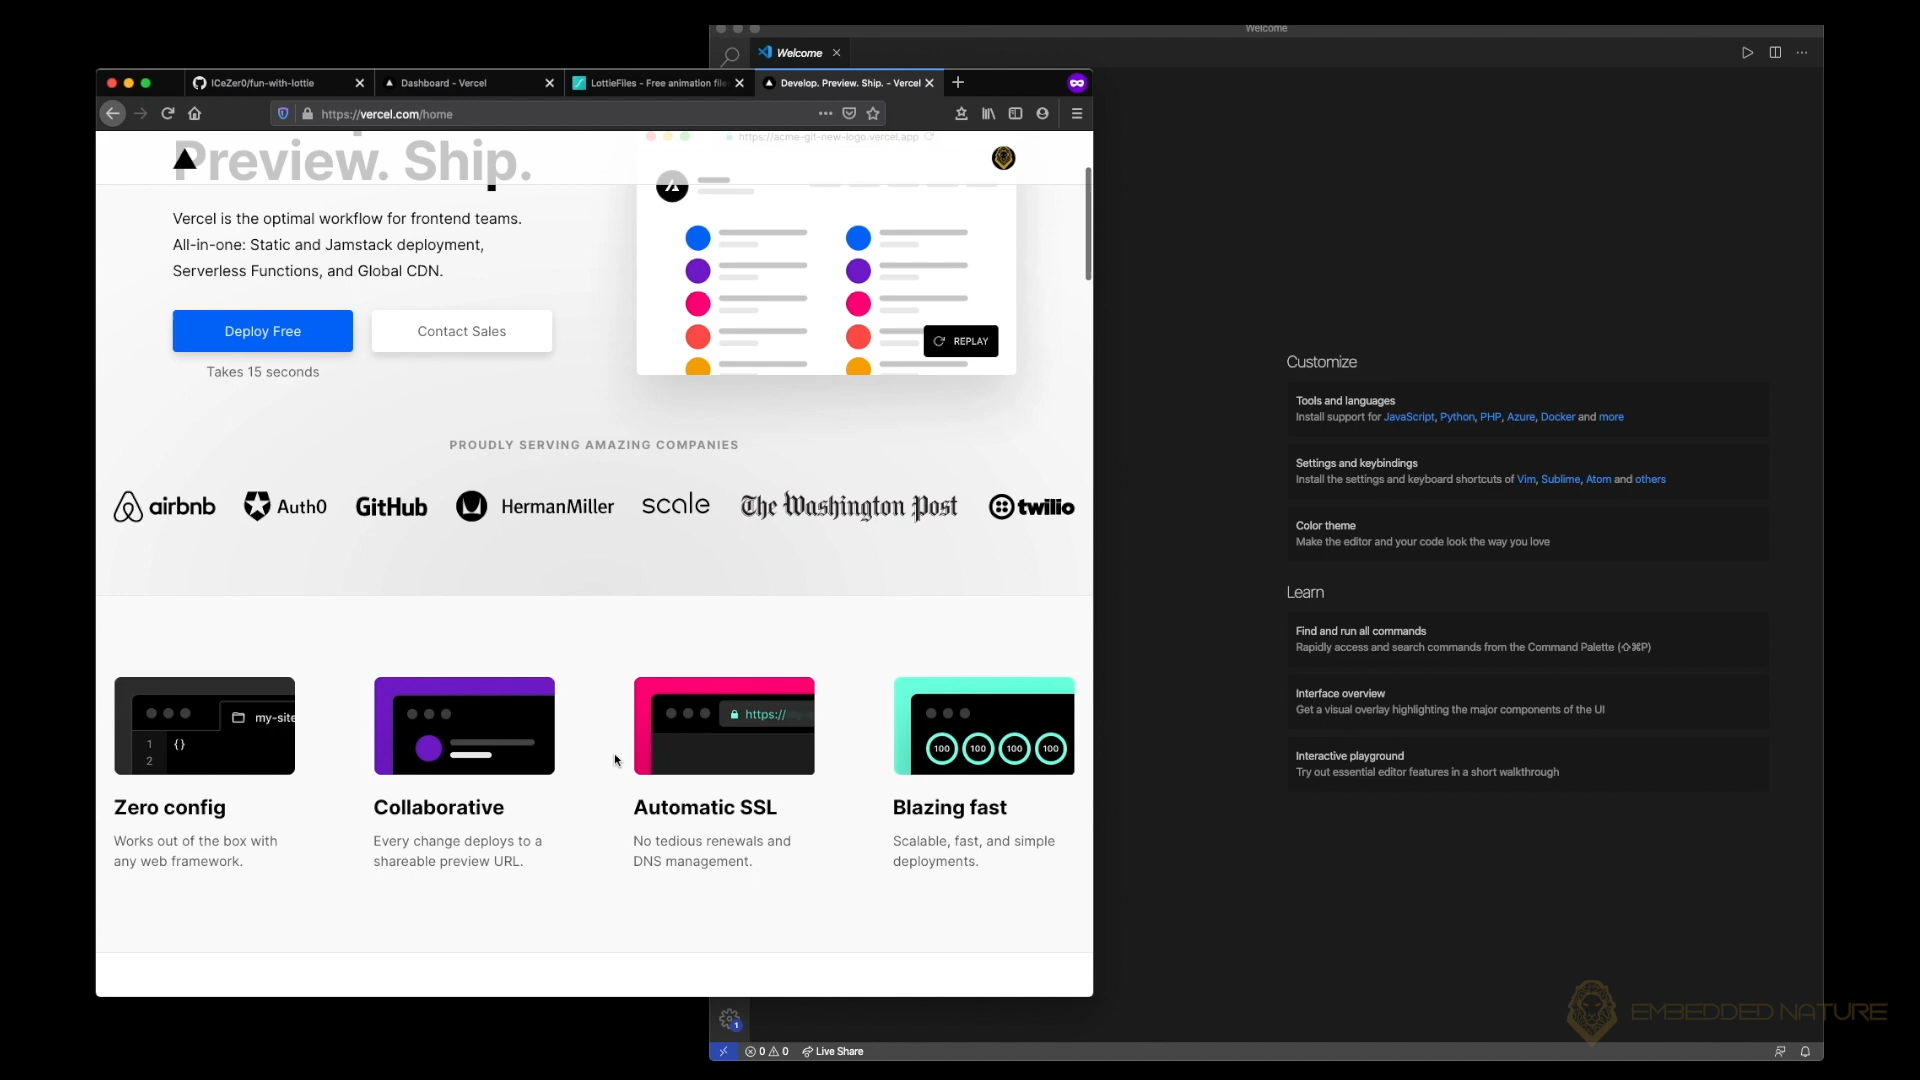 Welcome
Welcome
ICeZer0/fun-with-lottie
Dashboard - Vercel
LottieFiles - Free animation file
Develop. Preview. Ship. - Vercel
https://vercel.com/home
https://acme-git-new-logo.vercel.app
Preview. Ship.
Vercel is the optimal workflow for frontend teams.
All-in-one: Static and Jamstack deployment,
Serverless Functions, and Global CDN.
Deploy Free
Contact Sales
Takes 15 seconds
REPLAY
PROUDLY SERVING AMAZING COMPANIES
airbnb
Auth0
GitHub
HermanMiller
scale
The Washington Post
twilio
my-site
1 {}
2
https://
100 100 100 100
Zero config
Works out of the box with
any web framework.
Collaborative
Every change deploys to a
shareable preview URL.
Automatic SSL
No tedious renewals and
DNS management.
Blazing fast
Scalable, fast, and simple
deployments.
Customize
Tools and languages
Install support for JavaScript, Python, PHP, Azure, Docker and more
Settings and keybindings
Install the settings and keyboard shortcuts of Vim, Sublime, Atom and others
Color theme
Make the editor and your code look the way you love
Learn
Find and run all commands
Rapidly access and search commands from the Command Palette (⇧⌘P)
Interface overview
Get a visual overlay highlighting the major components of the UI
Interactive playground
Try out essential editor features in a short walkthrough
EMBEDDED NATURE
1
0 0 Live Share